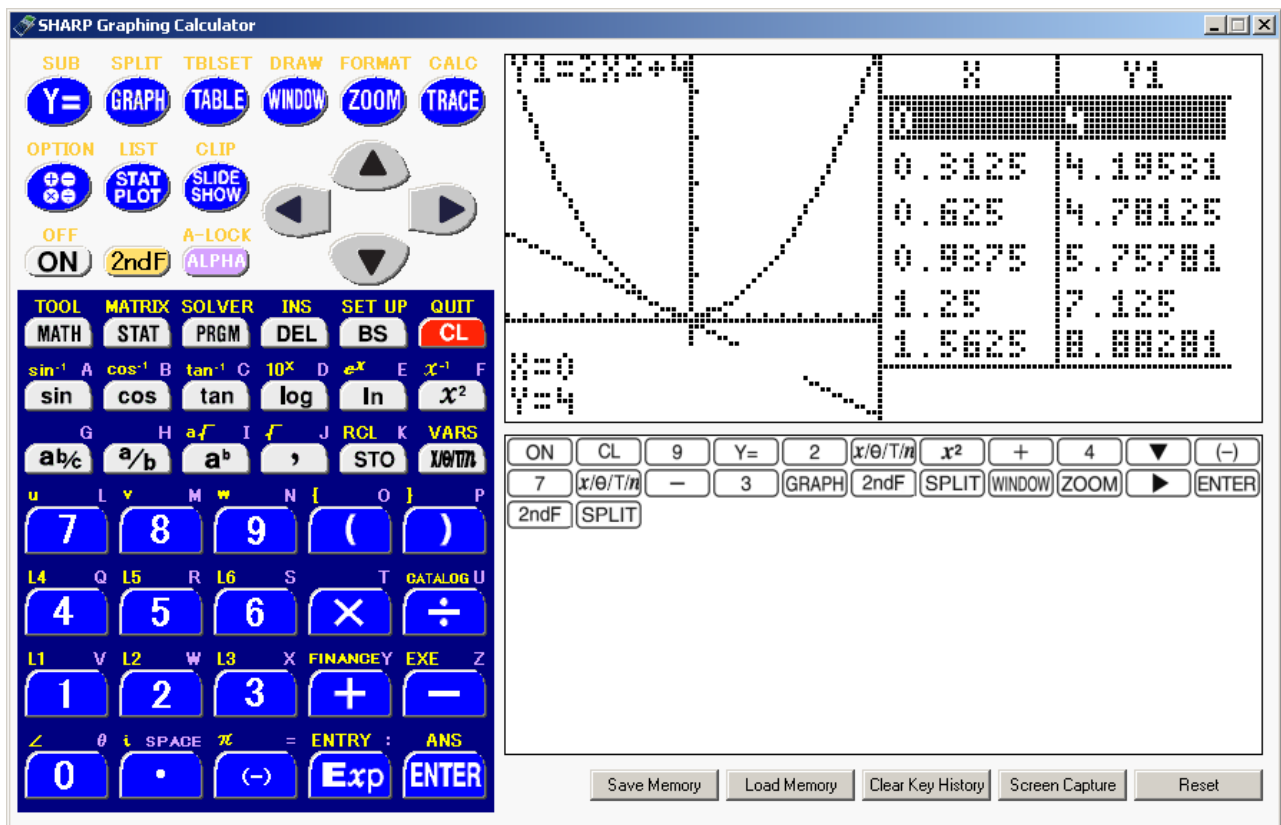 SHARP Graphing Calculator
SUB SPLIT TBLSET DRAW FORMAT CALC
Y= GRAPH TABLE WINDOW ZOOM TRACE
OPTION LIST CLIP
STAT PLOT SLIDE SHOW
OFF A-LOCK
ON 2ndF ALPHA
TOOL MATRIX SOLVER INS SET UP QUIT
MATH STAT PRGM DEL BS CL
sin⁻¹ A cos⁻¹ B tan⁻¹ C 10ˣ D eˣ E x⁻¹ F
sin cos tan log ln x²
G H a√ I √ J RCL K VARS
ab/c a/b aᵇ , STO X/θ/T/n
u L v M w N { O } P
7 8 9 ( )
L4 Q L5 R L6 S T CATALOG U
4 5 6 × ÷
L1 V L2 W L3 X FINANCE Y EXE Z
1 2 3 + −
∠ θ i SPACE π = ENTRY : ANS
0 • (−) Exp ENTER
Y1=2X²+4
X Y1
0 4
0.3125 4.19531
0.625 4.78125
0.9375 5.75781
1.25 7.125
1.5625 8.88281
X=0
Y=4
ON CL 9 Y= 2 x/θ/T/n x² + 4 ▼ (−)
7 x/θ/T/n − 3 GRAPH 2ndF SPLIT WINDOW ZOOM ▶ ENTER
2ndF SPLIT
Save Memory Load Memory Clear Key History Screen Capture Reset